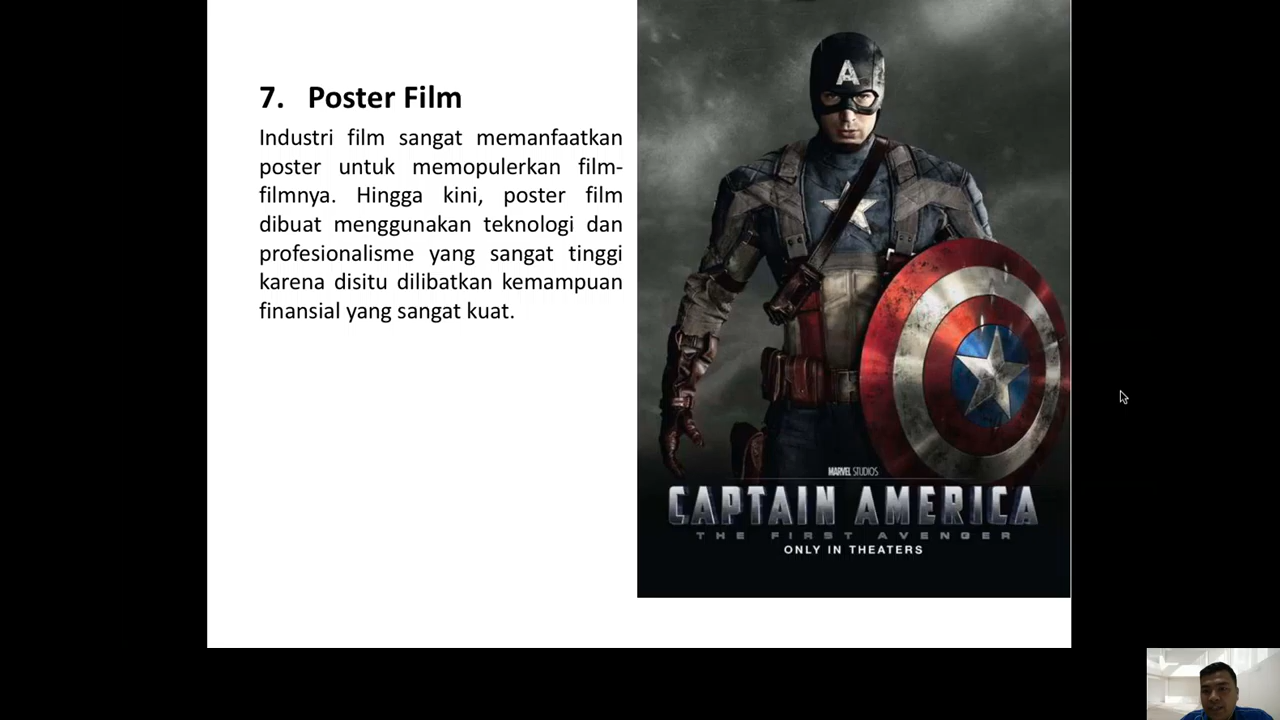 7. Poster Film
Industri film sangat memanfaatkan
poster untuk memopulerkan film-
filmnya. Hingga kini, poster film
dibuat menggunakan teknologi dan
profesionalisme yang sangat tinggi
karena disitu dilibatkan kemampuan
finansial yang sangat kuat.
A
MARVEL STUDIOS
CAPTAIN AMERICA
THE FIRST AVENGER
ONLY IN THEATERS